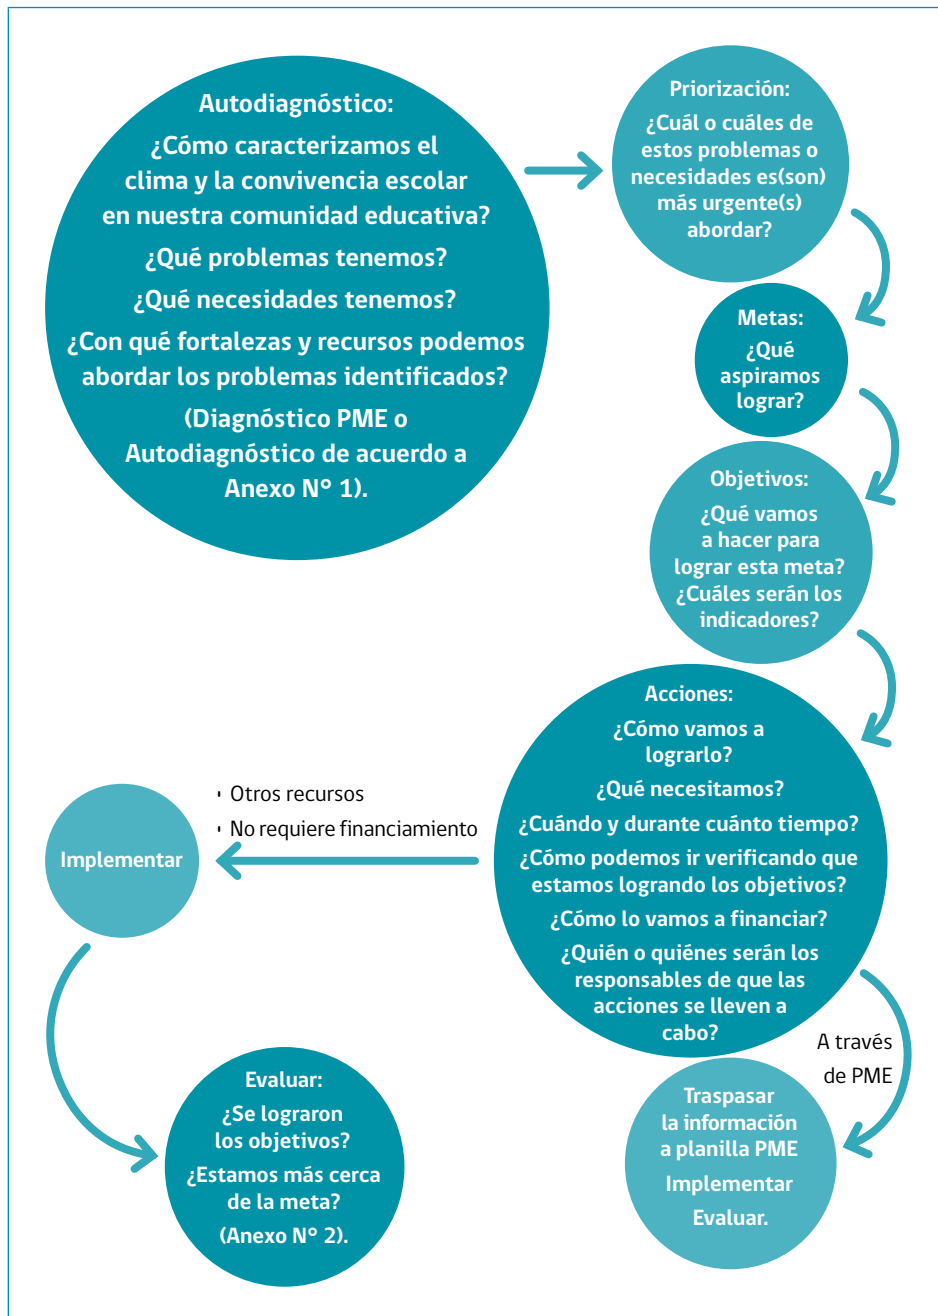 Autodiagnóstico:
¿Cómo caracterizamos el
clima y la convivencia escolar
en nuestra comunidad educativa?
¿Qué problemas tenemos?
¿Qué necesidades tenemos?
¿Con qué fortalezas y recursos podemos
abordar los problemas identificados?
(Diagnóstico PME o
Autodiagnóstico de acuerdo a
Anexo N° 1).
Priorización:
¿Cuál o cuáles de
estos problemas o
necesidades es(son)
más urgente(s)
abordar?
Metas:
¿Qué
aspiramos
lograr?
Objetivos:
¿Qué vamos
a hacer para
lograr esta meta?
¿Cuáles serán los
indicadores?
Acciones:
¿Cómo vamos a
lograrlo?
¿Qué necesitamos?
¿Cuándo y durante cuánto tiempo?
¿Cómo podemos ir verificando que
estamos logrando los objetivos?
¿Cómo lo vamos a financiar?
¿Quién o quiénes serán los
responsables de que las
acciones se lleven a
cabo?
• Otros recursos
• No requiere financiamiento
Implementar
Evaluar:
¿Se lograron
los objetivos?
¿Estamos más cerca
de la meta?
(Anexo N° 2).
A través
de PME
Traspasar
la información
a planilla PME
Implementar
Evaluar.